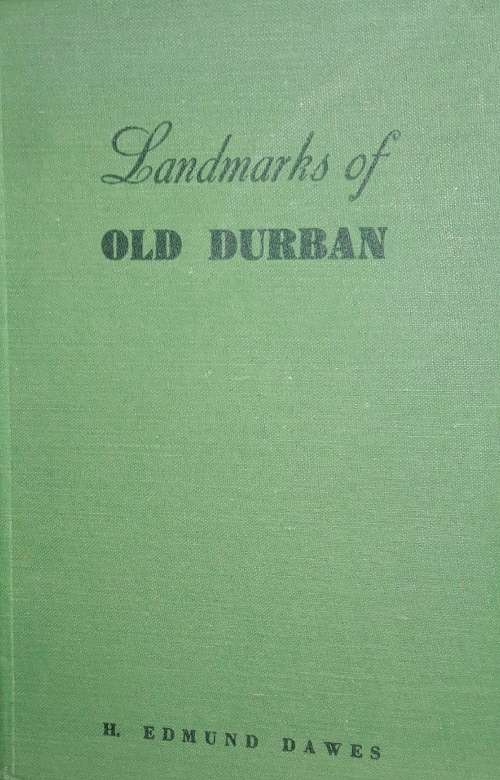 Landmarks of
OLD DURBAN
H. EDMUND DAWES